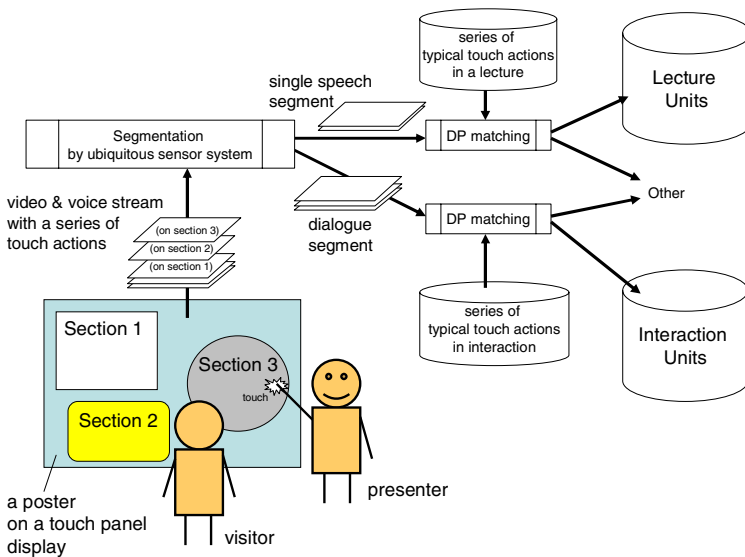 series of
typical touch actions
in a lecture
Lecture
Units
single speech
segment
Segmentation
by ubiquitous sensor system
DP matching
Other
video & voice stream
with a series of
touch actions
dialogue
segment
DP matching
(on section 3)
(on section 2)
(on section 1)
series of
typical touch actions
in interaction
Interaction
Units
Section 1
Section 3
touch
Section 2
presenter
a poster
on a touch panel
display
visitor